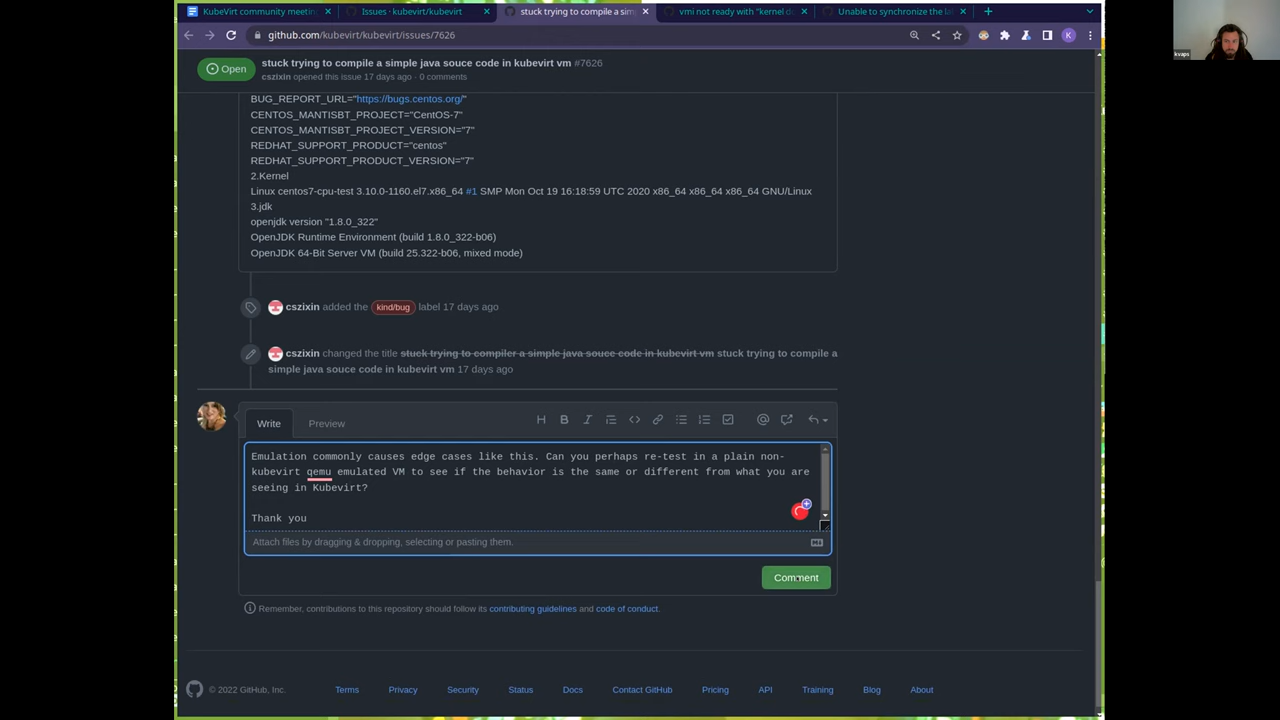 KubeVirt community meeting
Issues · kubevirt/kubevirt
stuck trying to compile a sim
vmi not ready with "kernel d
Unable to synchronize the la
github.com/kubevirt/kubevirt/issues/7626
K
kvaps
Open
stuck trying to compile a simple java souce code in kubevirt vm #7626
cszixin opened this issue 17 days ago · 0 comments
BUG_REPORT_URL="https://bugs.centos.org/"
CENTOS_MANTISBT_PROJECT="CentOS-7"
CENTOS_MANTISBT_PROJECT_VERSION="7"
REDHAT_SUPPORT_PRODUCT="centos"
REDHAT_SUPPORT_PRODUCT_VERSION="7"
2.Kernel
Linux centos7-cpu-test 3.10.0-1160.el7.x86_64 #1 SMP Mon Oct 19 16:18:59 UTC 2020 x86_64 x86_64 x86_64 GNU/Linux
3.jdk
openjdk version "1.8.0_322"
OpenJDK Runtime Environment (build 1.8.0_322-b06)
OpenJDK 64-Bit Server VM (build 25.322-b06, mixed mode)
cszixin added the kind/bug label 17 days ago
cszixin changed the title stuck trying to compiler a simple java souce code in kubevirt vm stuck trying to compile a
simple java souce code in kubevirt vm 17 days ago
Write
Preview
Emulation commonly causes edge cases like this. Can you perhaps re-test in a plain non-
kubevirt qemu emulated VM to see if the behavior is the same or different from what you are
seeing in Kubevirt?
Thank you
Attach files by dragging & dropping, selecting or pasting them.
Comment
Remember, contributions to this repository should follow its contributing guidelines and code of conduct.
© 2022 GitHub, Inc.
Terms
Privacy
Security
Status
Docs
Contact GitHub
Pricing
API
Training
Blog
About